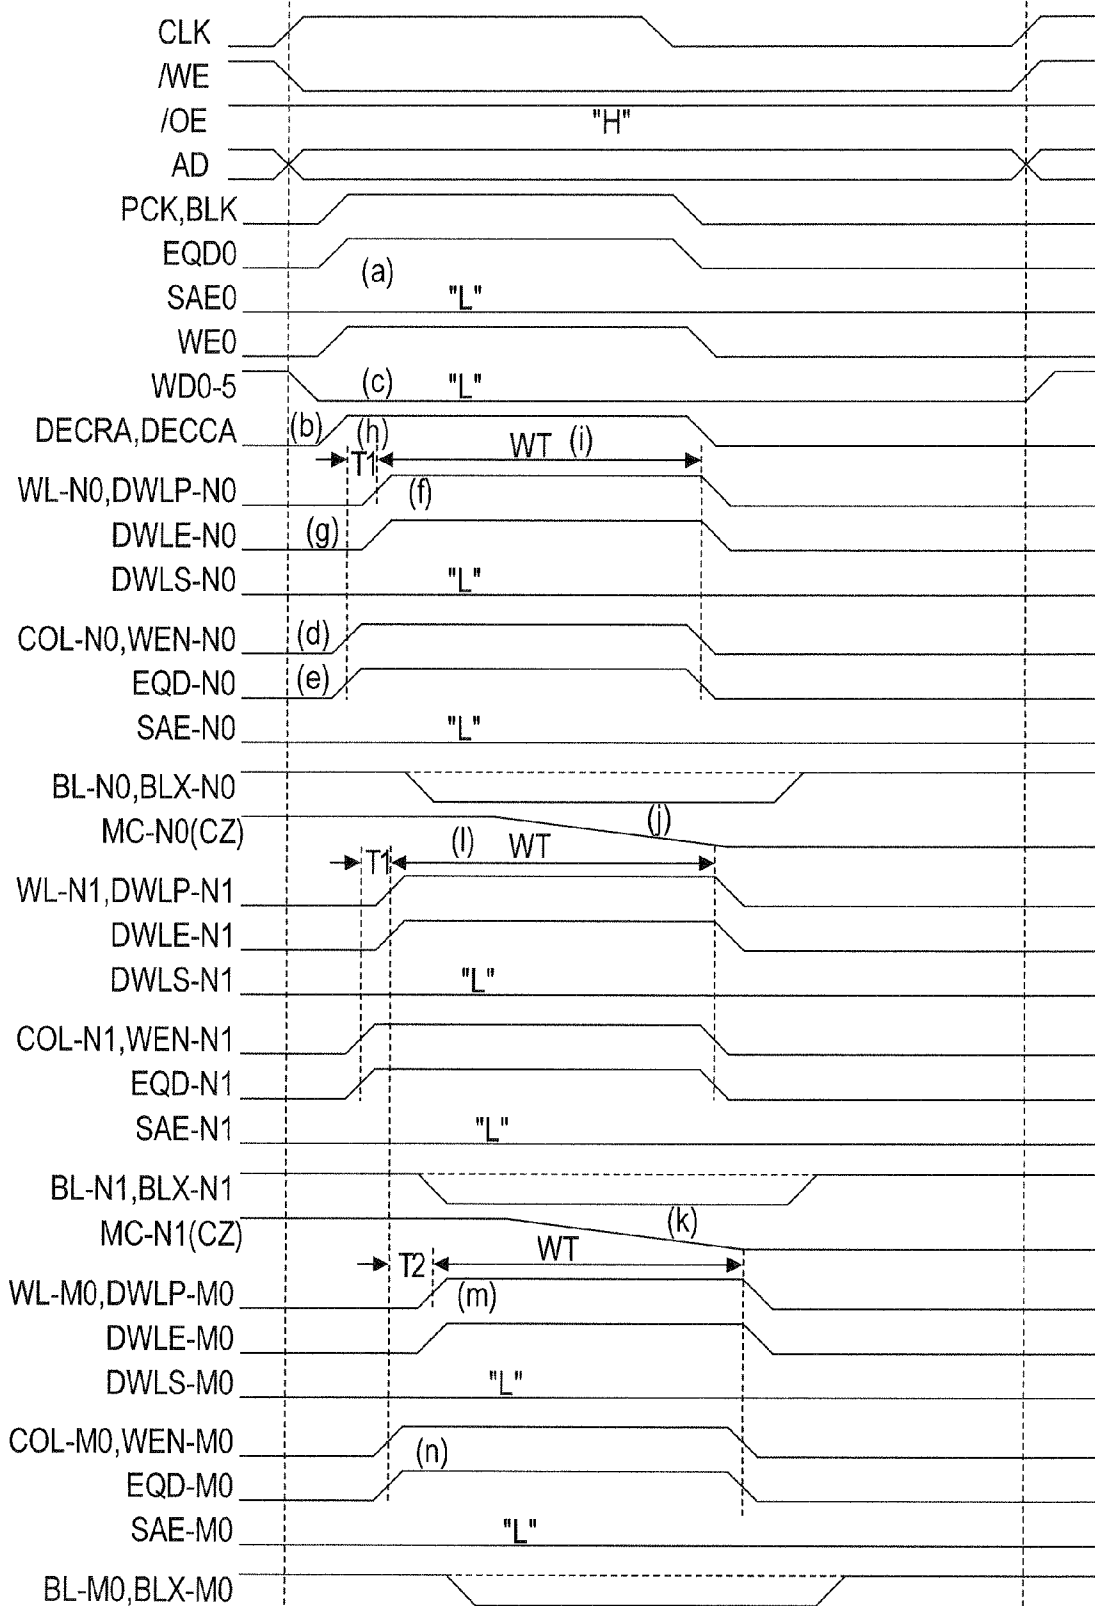 CLK
/WE
/OE "H"
AD
PCK,BLK
EQD0
(a)
SAE0 "L"
WE0
WD0-5 (c) "L"
DECRA,DECCA (b) (h)
T1 WT (i)
WL-N0,DWLP-N0 (f)
DWLE-N0 (g)
DWLS-N0 "L"
COL-N0,WEN-N0 (d)
EQD-N0 (e)
SAE-N0 "L"
BL-N0,BLX-N0
MC-N0(CZ) (j)
T1 (l) WT
WL-N1,DWLP-N1
DWLE-N1
DWLS-N1 "L"
COL-N1,WEN-N1
EQD-N1
SAE-N1 "L"
BL-N1,BLX-N1
MC-N1(CZ) (k)
T2 WT
WL-M0,DWLP-M0 (m)
DWLE-M0
DWLS-M0 "L"
COL-M0,WEN-M0 (n)
EQD-M0
SAE-M0 "L"
BL-M0,BLX-M0